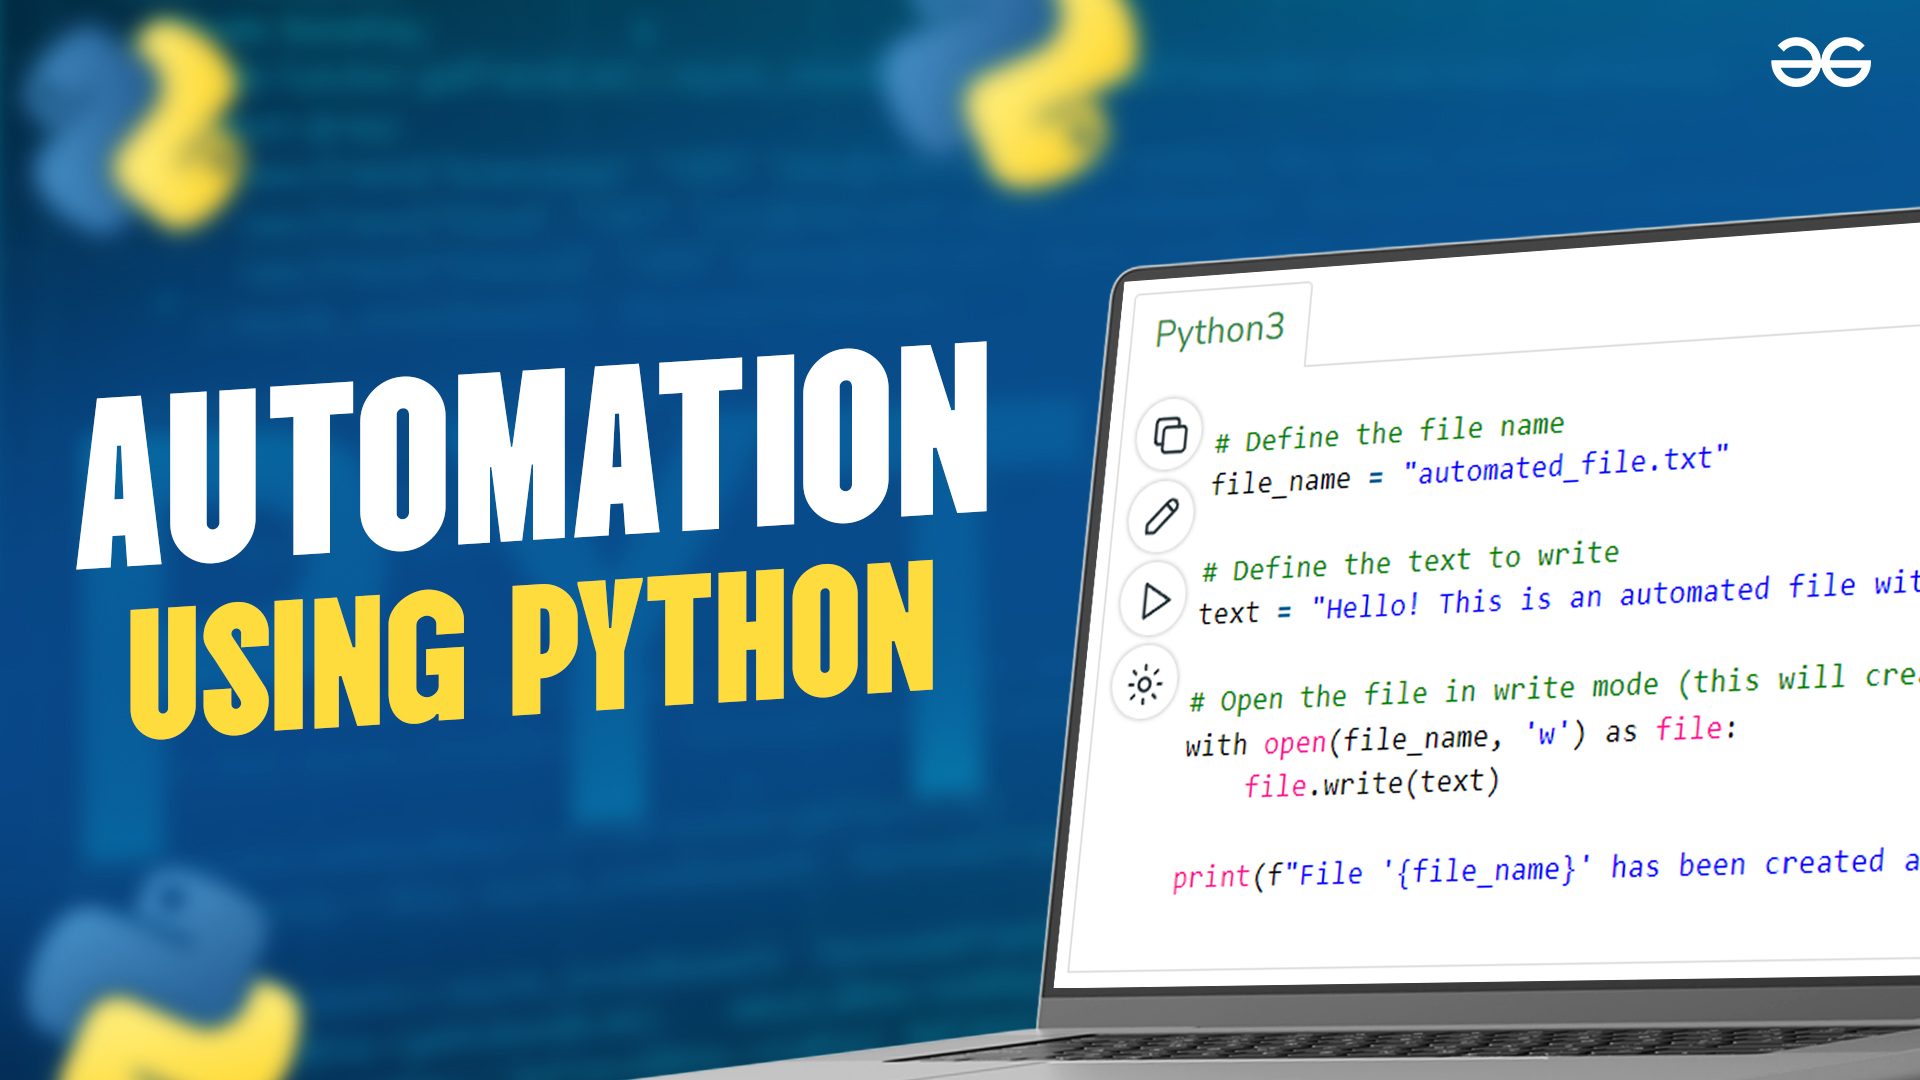 AUTOMATION
USING PYTHON
Python3
# Define the file name
file_name = "automated_file.txt"
# Define the text to write
text = "Hello! This is an automated file
# Open the file in write mode (this will
with open(file_name, 'w') as file:
file.write(text)
print(f"File '{file_name}' has been created